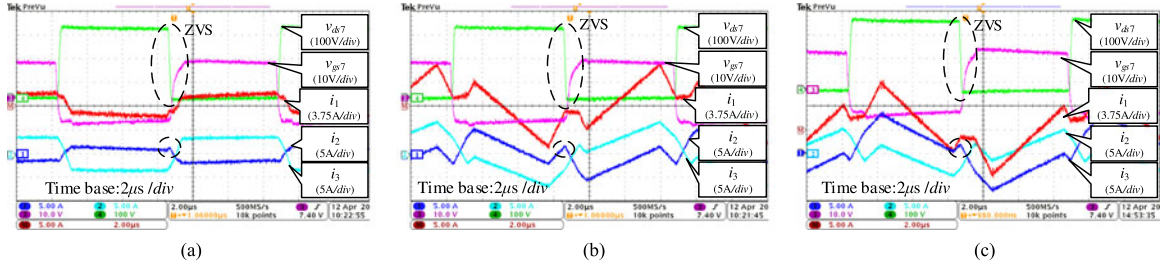 Tek PreVu
ZVS
vds7
(100V/div)
vgs7
(10V/div)
i1
(3.75A/div)
i2
(5A/div)
i3
(5A/div)
Time base:2μs /div
5.00 A
5.00 A
10.0 V
100 V
5.00 A
2.00μs
2.00μs
1.06000μs
500MS/s
10k points
7.40 V
12 Apr 20
10:22:55
(a)
Tek PreVu
ZVS
vds7
(100V/div)
vgs7
(10V/div)
i1
(3.75A/div)
i2
(5A/div)
i3
(5A/div)
Time base:2μs /div
5.00 A
5.00 A
10.0 V
100 V
5.00 A
2.00μs
2.00μs
1.06000μs
500MS/s
10k points
7.40 V
12 Apr 20
10:21:45
(b)
Tek PreVu
ZVS
vds7
(100V/div)
vgs7
(10V/div)
i1
(3.75A/div)
i2
(5A/div)
i3
(5A/div)
Time base:2μs /div
5.00 A
5.00 A
10.0 V
100 V
5.00 A
2.00μs
2.00μs
500MS/s
10k points
7.40 V
12 Apr 20
14:53:35
(c)